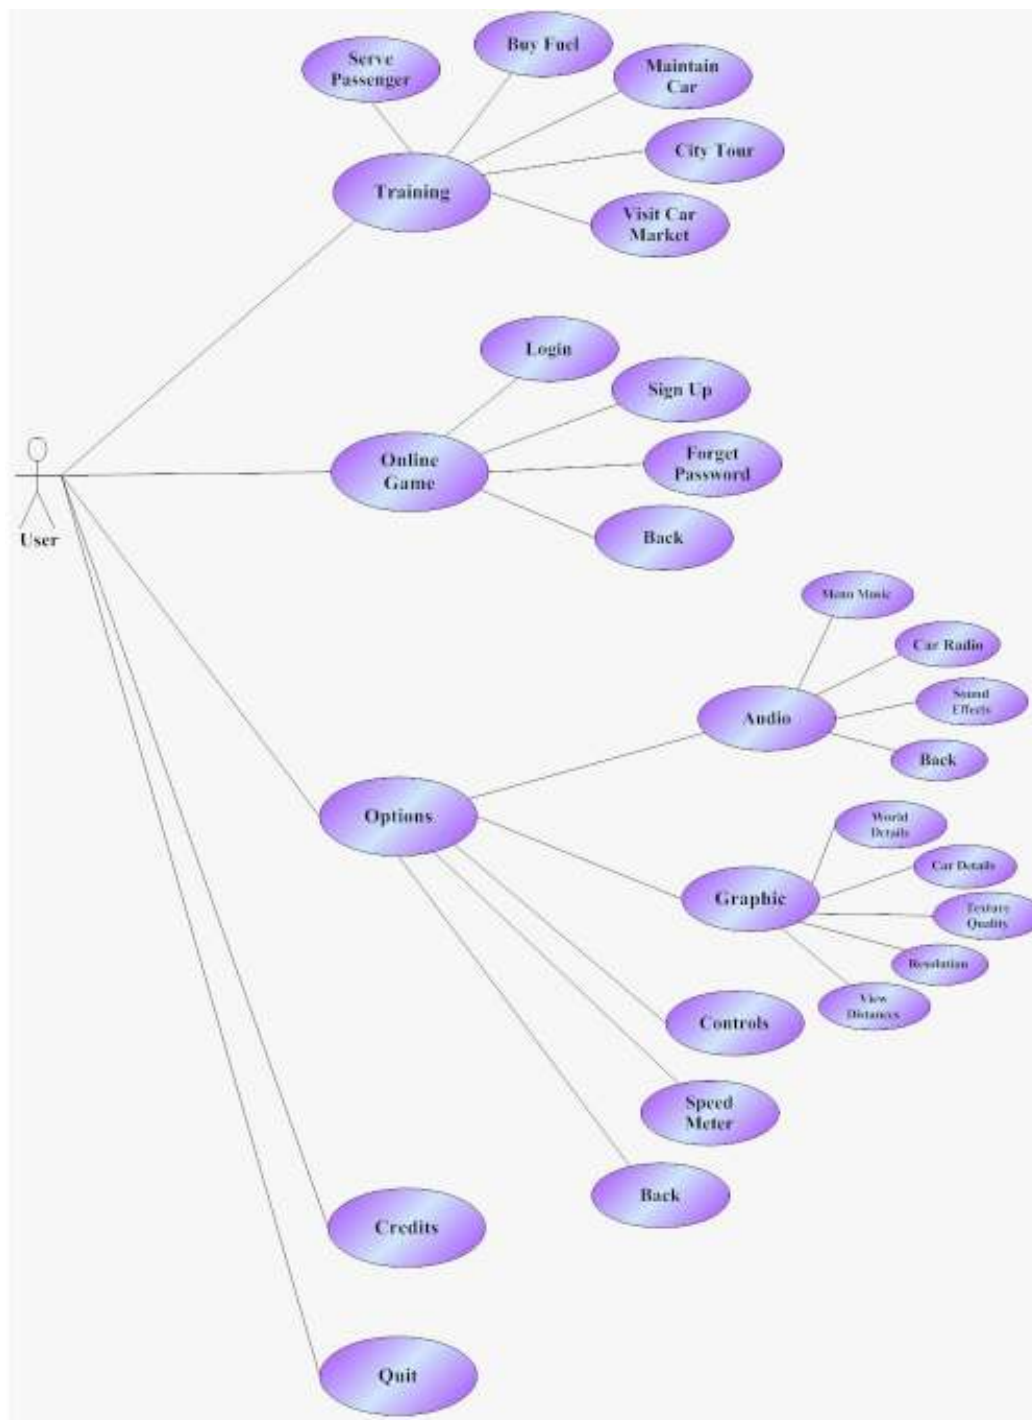 Buy Fuel
Serve
Passenger
Maintain
Car
City Tour
Training
Visit Car
Market
Login
Sign Up
Online
Game
Forget
Password
Back
User
Menu Music
Car Radio
Sound
Effects
Audio
Back
Options
World
Details
Car Details
Graphic
Texture
Quality
Resolution
View
Distances
Controls
Speed
Meter
Back
Credits
Quit